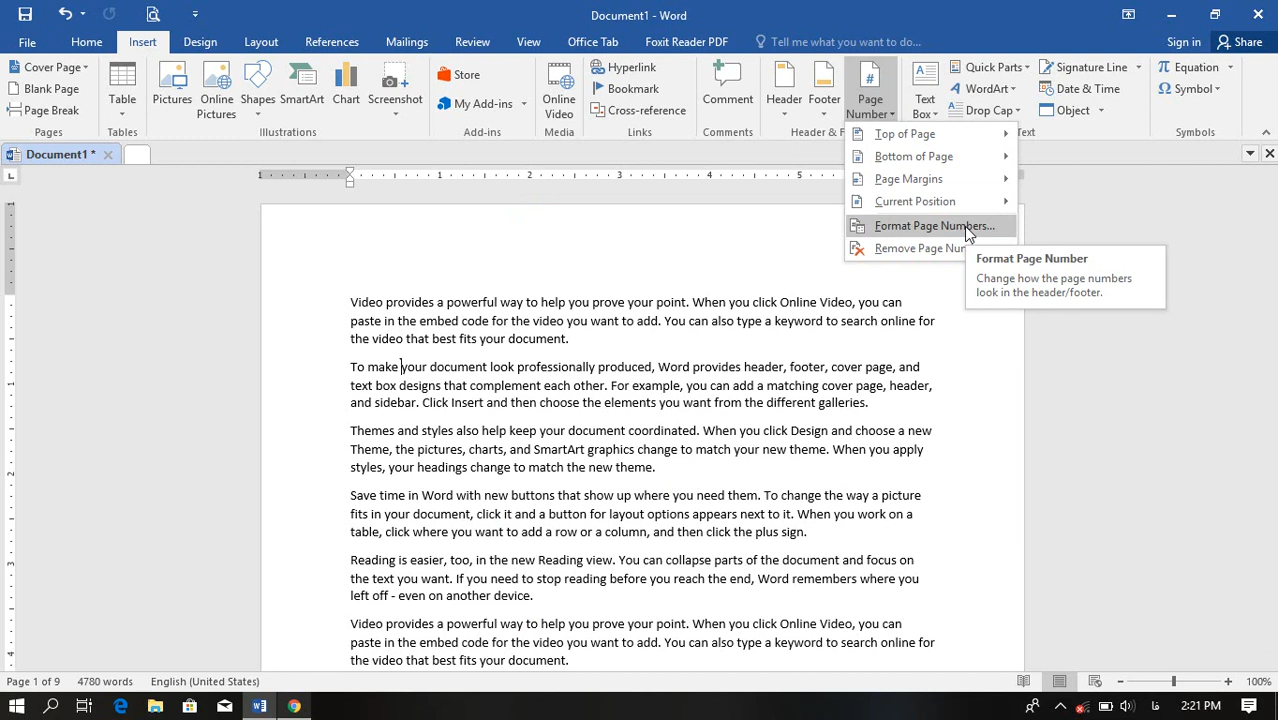 Document1 - Word
File Home Insert Design Layout References Mailings Review View Office Tab Foxit Reader PDF Tell me what you want to do... Sign in Share
Cover Page
Blank Page
Page Break
Pages
Table
Tables
Pictures
Online Pictures
Shapes
SmartArt
Chart
Screenshot
Illustrations
Store
My Add-ins
Add-ins
Online Video
Media
Hyperlink
Bookmark
Cross-reference
Links
Comment
Comments
Header
Footer
Page Number
Header & F
Text Box
Quick Parts
WordArt
Drop Cap
Signature Line
Date & Time
Object
Text
Equation
Symbol
Symbols
Top of Page
Bottom of Page
Page Margins
Current Position
Format Page Numbers...
Remove Page Num
Format Page Number
Change how the page numbers
look in the header/footer.
Document1 *
1 1 2 3 4 5
Video provides a powerful way to help you prove your point. When you click Online Video, you can
paste in the embed code for the video you want to add. You can also type a keyword to search online for
the video that best fits your document.
To make your document look professionally produced, Word provides header, footer, cover page, and
text box designs that complement each other. For example, you can add a matching cover page, header,
and sidebar. Click Insert and then choose the elements you want from the different galleries.
Themes and styles also help keep your document coordinated. When you click Design and choose a new
Theme, the pictures, charts, and SmartArt graphics change to match your new theme. When you apply
styles, your headings change to match the new theme.
Save time in Word with new buttons that show up where you need them. To change the way a picture
fits in your document, click it and a button for layout options appears next to it. When you work on a
table, click where you want to add a row or a column, and then click the plus sign.
Reading is easier, too, in the new Reading view. You can collapse parts of the document and focus on
the text you want. If you need to stop reading before you reach the end, Word remembers where you
left off - even on another device.
Video provides a powerful way to help you prove your point. When you click Online Video, you can
paste in the embed code for the video you want to add. You can also type a keyword to search online for
the video that best fits your document.
Page 1 of 9 4780 words English (United States) 100%
فا 2:21 PM